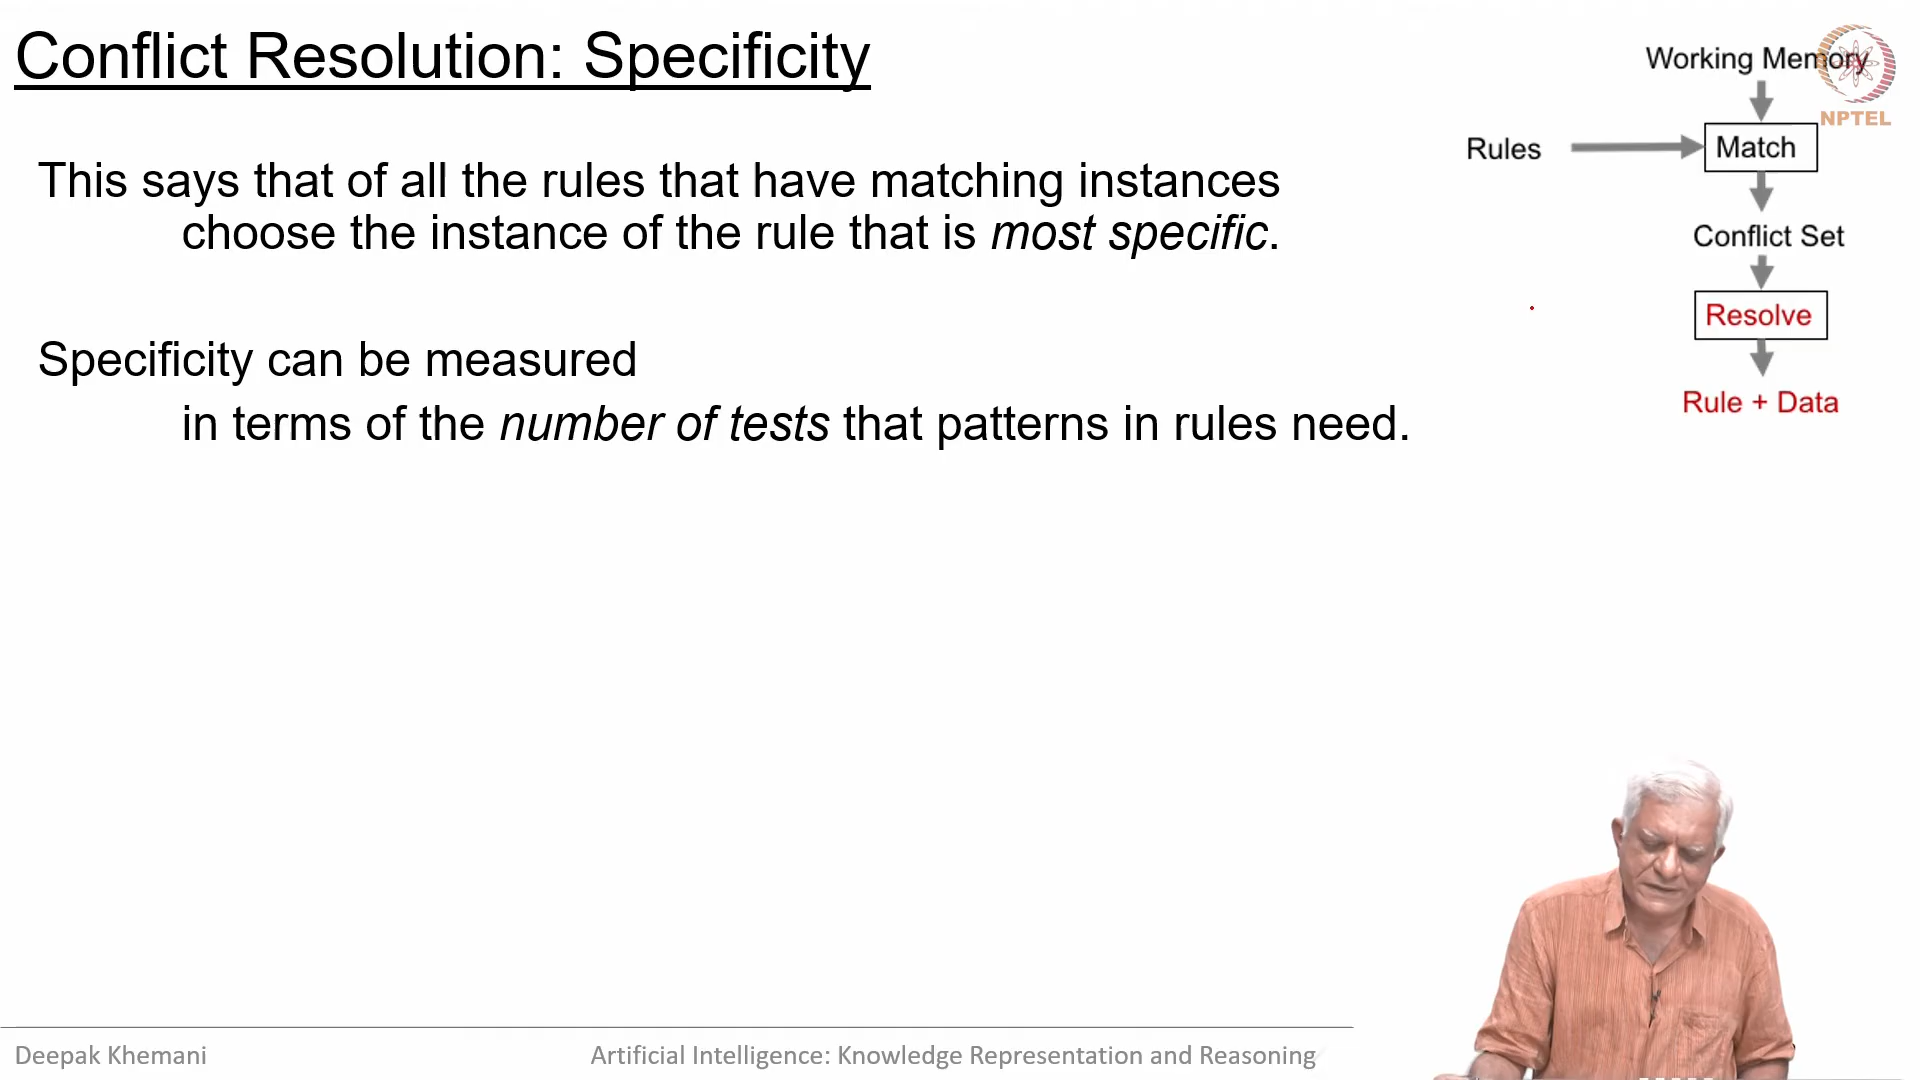 Conflict Resolution: Specificity
This says that of all the rules that have matching instances
choose the instance of the rule that is most specific.
Specificity can be measured
in terms of the number of tests that patterns in rules need.
Working Memory
NPTEL
Rules
Match
Conflict Set
Resolve
Rule + Data
Deepak Khemani
Artificial Intelligence: Knowledge Representation and Reasoning